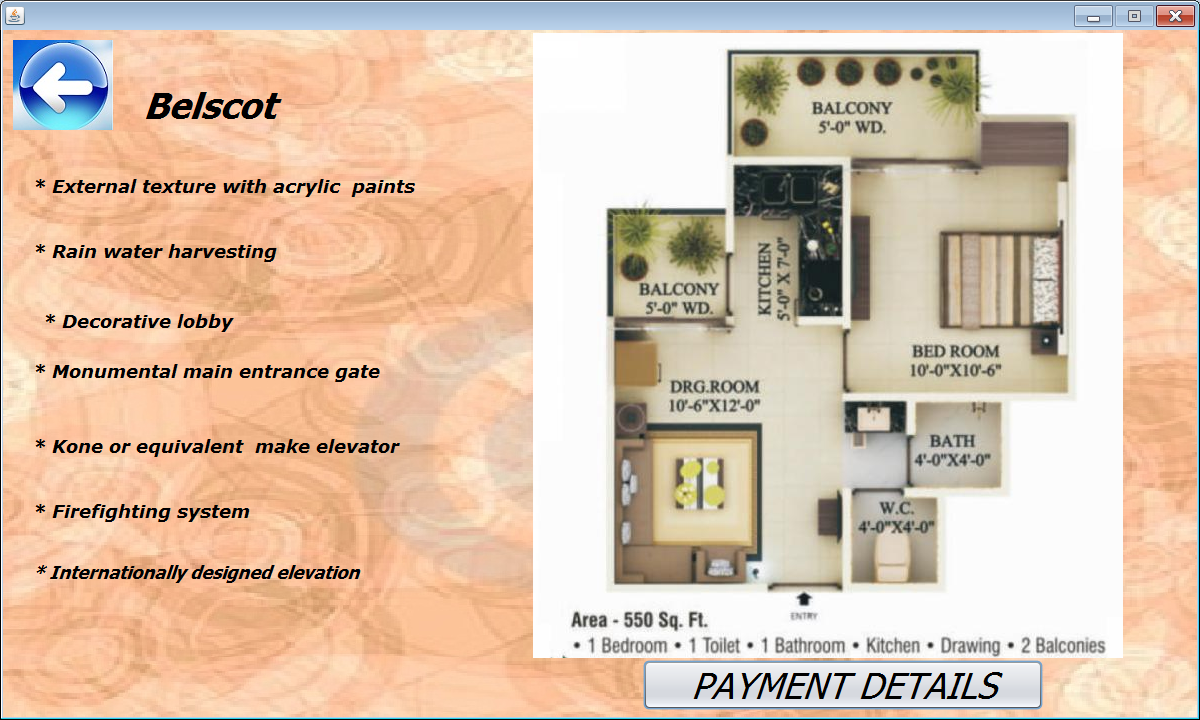 Belscot
* External texture with acrylic  paints
* Rain water harvesting
* Decorative lobby
* Monumental main entrance gate
* Kone or equivalent  make elevator
* Firefighting system
* Internationally designed elevation
BALCONY
5'-0" WD.
BALCONY
5'-0" WD.
KITCHEN
5'-0" X 7'-0"
BED ROOM
10'-0"X10'-6"
DRG.ROOM
10'-6"X12'-0"
BATH
4'-0"X4'-0"
W.C.
4'-0"X4'-0"
ENTRY
Area - 550 Sq. Ft.
• 1 Bedroom • 1 Toilet • 1 Bathroom • Kitchen • Drawing • 2 Balconies
PAYMENT DETAILS